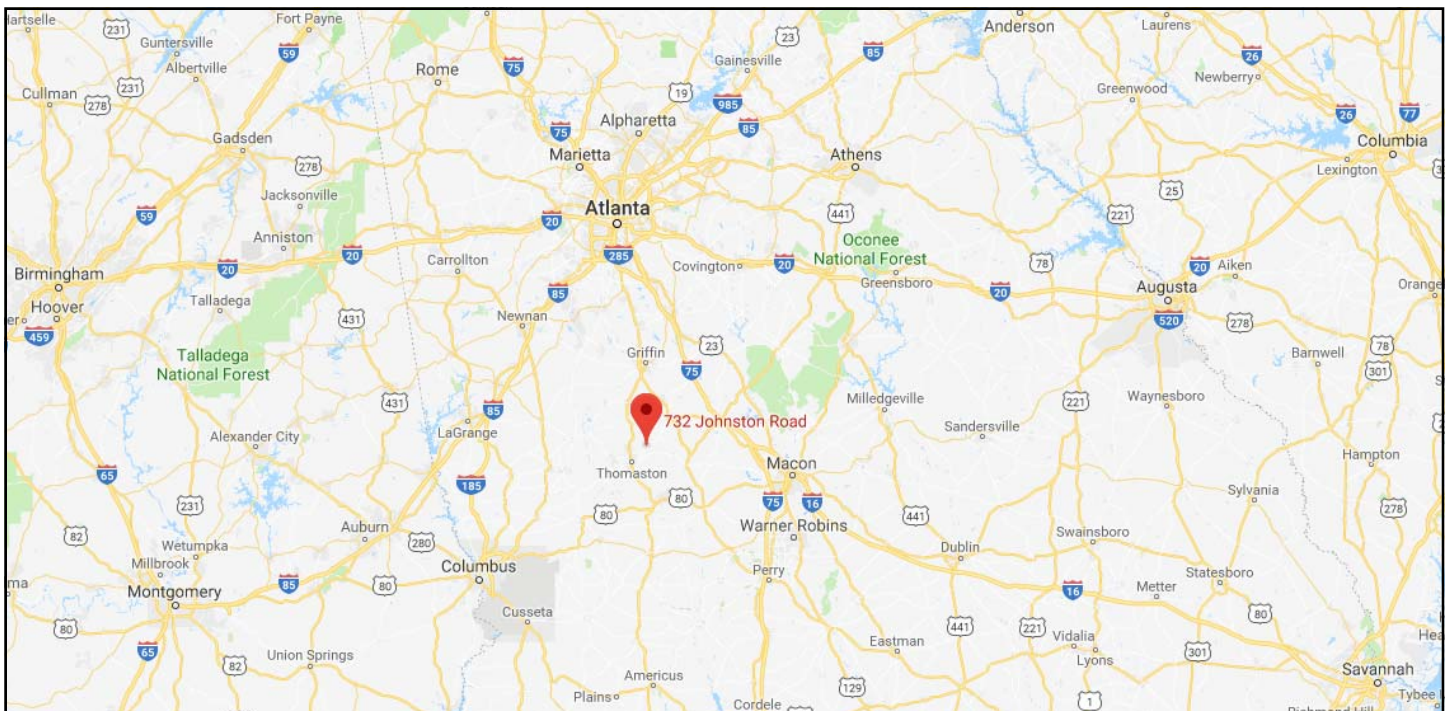 Fort Payne
Laurens
Hartselle
231
Guntersville
59
23
Anderson
85
26
Albertville
Rome
75
Gainesville
Newberry
Cullman
231
278
19
985
Greenwood
Gadsden
75
Alpharetta
85
26
77
278
Marietta
Athens
Columbia
Lexington
Jacksonville
25
59
Atlanta
441
221
20
Anniston
285
Oconee
National Forest
20
20
Carrollton
Covington
20
78
20
Aiken
Birmingham
85
Greensboro
20
Augusta
Orange
Hoover
Talladega
431
Newnan
520
278
459
Talladega
National Forest
Griffin
23
75
78
Barnwell
301
431
85
Milledgeville
221
Waynesboro
LaGrange
732 Johnston Road
Sandersville
Alexander City
65
Thomaston
Macon
Hampton
185
80
75
16
Sylvania
231
80
441
278
82
Auburn
280
Warner Robins
Swainsboro
Wetumpka
Dublin
Millbrook
85
80
Columbus
Perry
Statesboro
Montgomery
16
Metter
Cusseta
80
80
65
441
221
Vidalia
Eastman
301
82
Union Springs
Lyons
Savannah
Americus
129
Plains
1
Tybee
Cordele
Richmond Hill